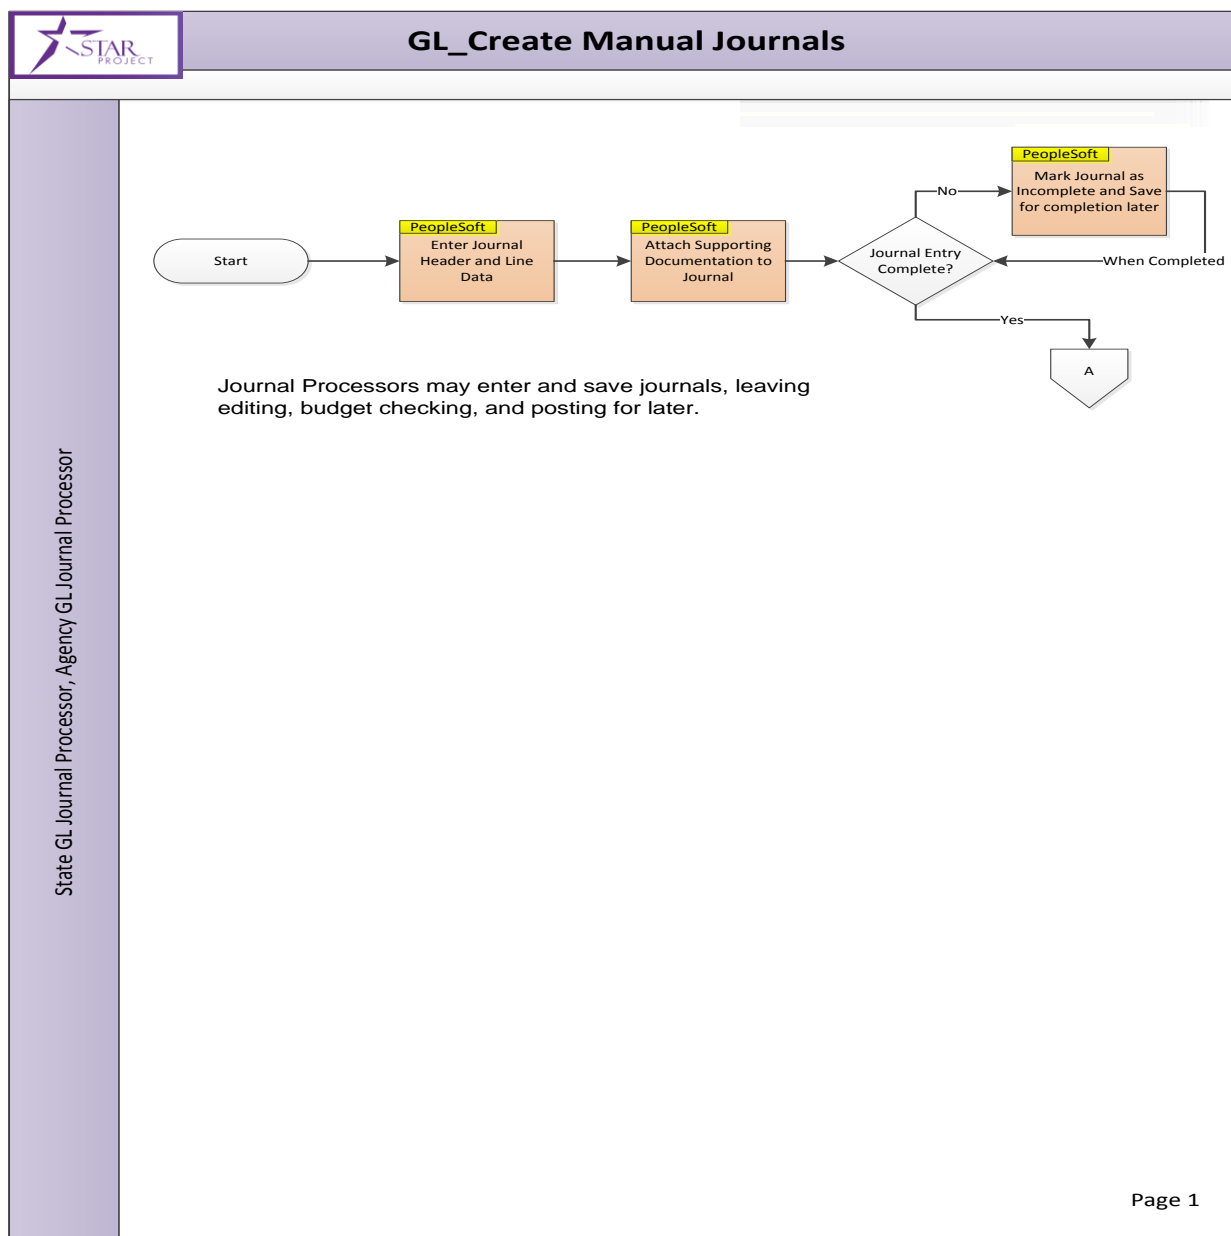 STAR
PROJECT
GL_Create Manual Journals
State GL Journal Processor, Agency GL Journal Processor
Start
PeopleSoft
Enter Journal
Header and Line
Data
PeopleSoft
Attach Supporting
Documentation to
Journal
Journal Entry
Complete?
No
PeopleSoft
Mark Journal as
Incomplete and Save
for completion later
When Completed
Yes
A
Journal Processors may enter and save journals, leaving
editing, budget checking, and posting for later.
Page 1